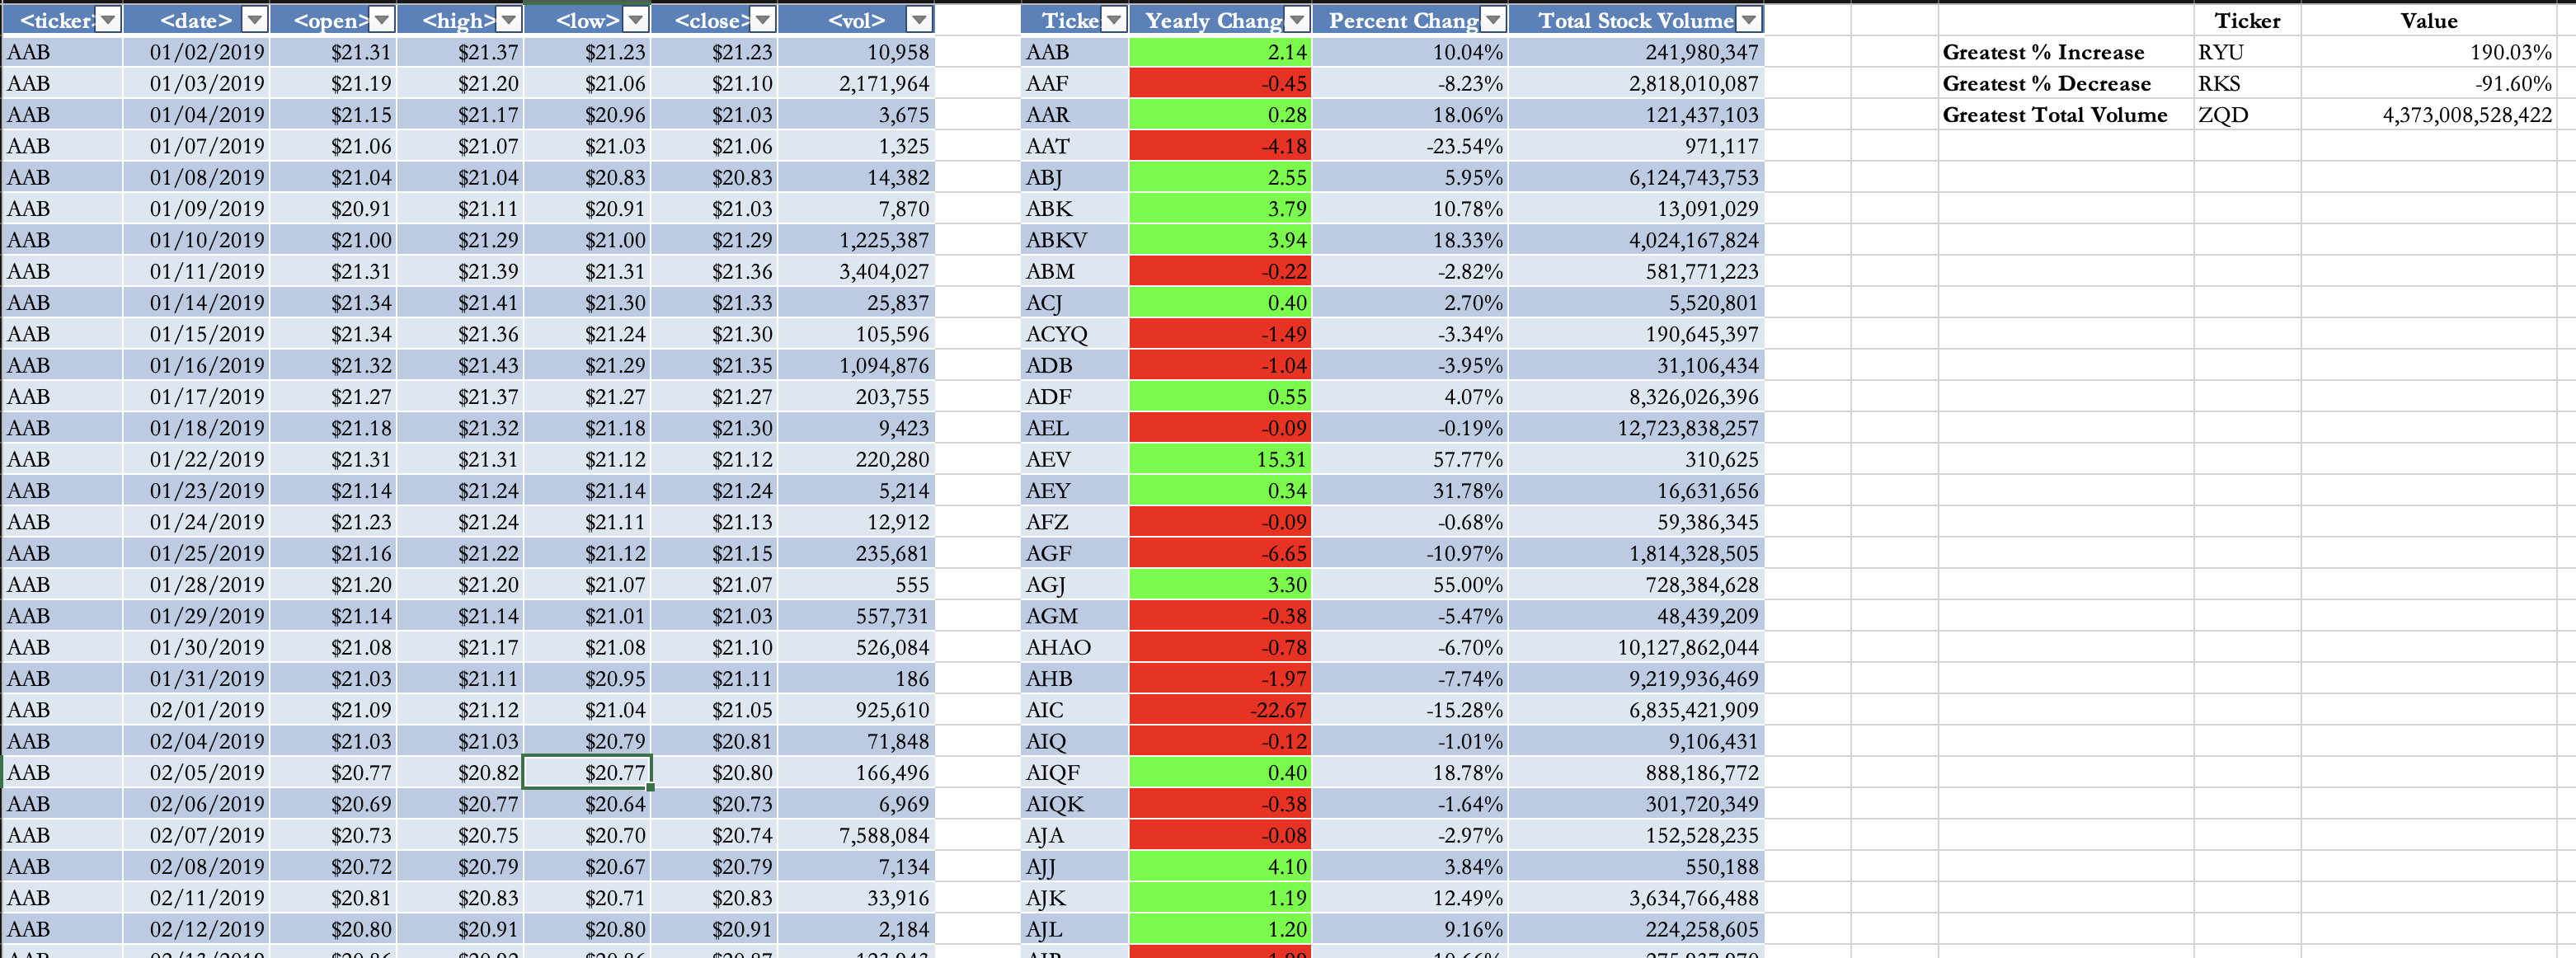 <ticker> <date> <open> <high> <low> <close> <vol> Ticke Yearly Chang Percent Chang Total Stock Volume Ticker Value
AAB 01/02/2019 $21.31 $21.37 $21.23 $21.23 10,958 AAB 2.14 10.04% 241,980,347 Greatest % Increase RYU 190.03%
AAB 01/03/2019 $21.19 $21.20 $21.06 $21.10 2,171,964 AAF -0.45 -8.23% 2,818,010,087 Greatest % Decrease RKS -91.60%
AAB 01/04/2019 $21.15 $21.17 $20.96 $21.03 3,675 AAR 0.28 18.06% 121,437,103 Greatest Total Volume ZQD 4,373,008,528,422
AAB 01/07/2019 $21.06 $21.07 $21.03 $21.06 1,325 AAT -4.18 -23.54% 971,117
AAB 01/08/2019 $21.04 $21.04 $20.83 $20.83 14,382 ABJ 2.55 5.95% 6,124,743,753
AAB 01/09/2019 $20.91 $21.11 $20.91 $21.03 7,870 ABK 3.79 10.78% 13,091,029
AAB 01/10/2019 $21.00 $21.29 $21.00 $21.29 1,225,387 ABKV 3.94 18.33% 4,024,167,824
AAB 01/11/2019 $21.31 $21.39 $21.31 $21.36 3,404,027 ABM -0.22 -2.82% 581,771,223
AAB 01/14/2019 $21.34 $21.41 $21.30 $21.33 25,837 ACJ 0.40 2.70% 5,520,801
AAB 01/15/2019 $21.34 $21.36 $21.24 $21.30 105,596 ACYQ -1.49 -3.34% 190,645,397
AAB 01/16/2019 $21.32 $21.43 $21.29 $21.35 1,094,876 ADB -1.04 -3.95% 31,106,434
AAB 01/17/2019 $21.27 $21.37 $21.27 $21.27 203,755 ADF 0.55 4.07% 8,326,026,396
AAB 01/18/2019 $21.18 $21.32 $21.18 $21.30 9,423 AEL -0.09 -0.19% 12,723,838,257
AAB 01/22/2019 $21.31 $21.31 $21.12 $21.12 220,280 AEV 15.31 57.77% 310,625
AAB 01/23/2019 $21.14 $21.24 $21.14 $21.24 5,214 AEY 0.34 31.78% 16,631,656
AAB 01/24/2019 $21.23 $21.24 $21.11 $21.13 12,912 AFZ -0.09 -0.68% 59,386,345
AAB 01/25/2019 $21.16 $21.22 $21.12 $21.15 235,681 AGF -6.65 -10.97% 1,814,328,505
AAB 01/28/2019 $21.20 $21.20 $21.07 $21.07 555 AGJ 3.30 55.00% 728,384,628
AAB 01/29/2019 $21.14 $21.14 $21.01 $21.03 557,731 AGM -0.38 -5.47% 48,439,209
AAB 01/30/2019 $21.08 $21.17 $21.08 $21.10 526,084 AHAO -0.78 -6.70% 10,127,862,044
AAB 01/31/2019 $21.03 $21.11 $20.95 $21.11 186 AHB -1.97 -7.74% 9,219,936,469
AAB 02/01/2019 $21.09 $21.12 $21.04 $21.05 925,610 AIC -22.67 -15.28% 6,835,421,909
AAB 02/04/2019 $21.03 $21.03 $20.79 $20.81 71,848 AIQ -0.12 -1.01% 9,106,431
AAB 02/05/2019 $20.77 $20.82 $20.77 $20.80 166,496 AIQF 0.40 18.78% 888,186,772
AAB 02/06/2019 $20.69 $20.77 $20.64 $20.73 6,969 AIQK -0.38 -1.64% 301,720,349
AAB 02/07/2019 $20.73 $20.75 $20.70 $20.74 7,588,084 AJA -0.08 -2.97% 152,528,235
AAB 02/08/2019 $20.72 $20.79 $20.67 $20.79 7,134 AJJ 4.10 3.84% 550,188
AAB 02/11/2019 $20.81 $20.83 $20.71 $20.83 33,916 AJK 1.19 12.49% 3,634,766,488
AAB 02/12/2019 $20.80 $20.91 $20.80 $20.91 2,184 AJL 1.20 9.16% 224,258,605